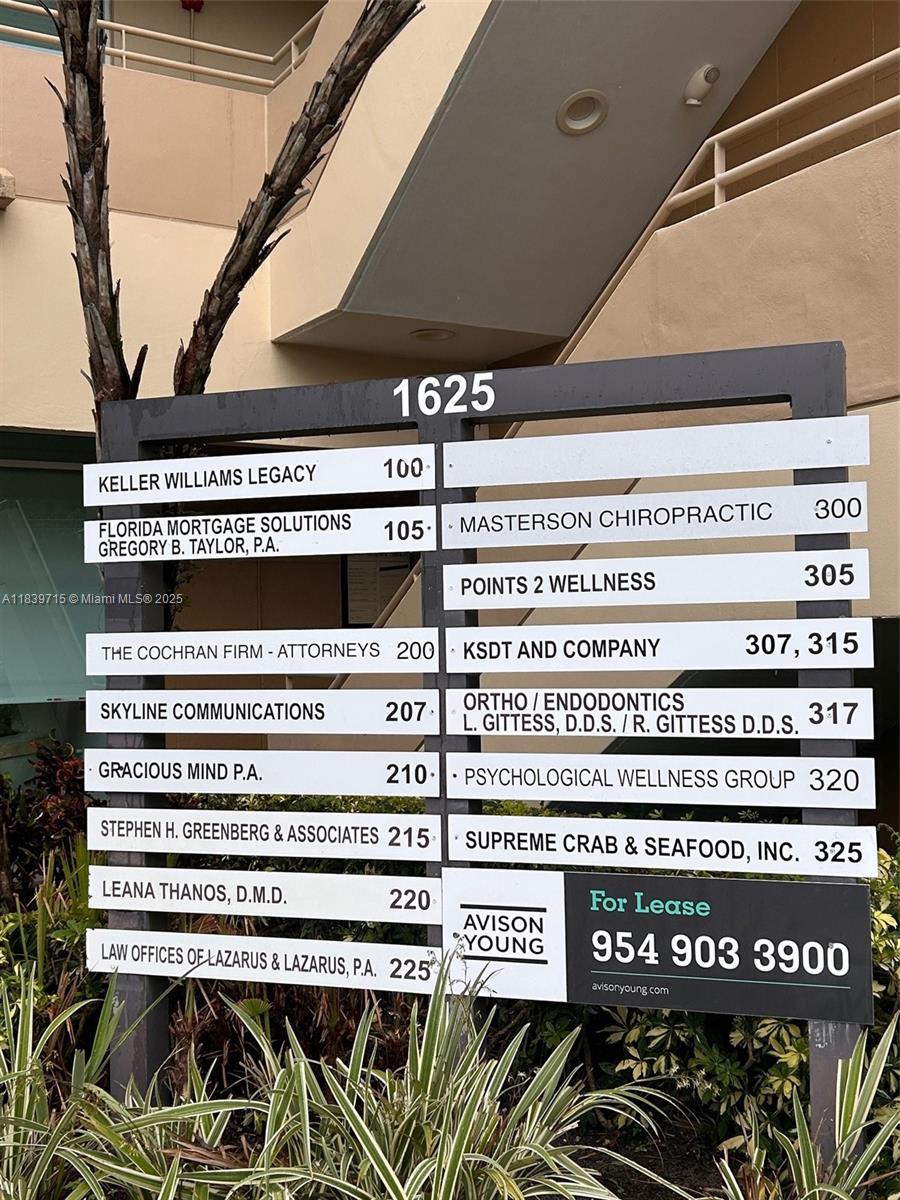 1625
KELLER WILLIAMS LEGACY 100
FLORIDA MORTGAGE SOLUTIONS
GREGORY B. TAYLOR, P.A. 105
THE COCHRAN FIRM - ATTORNEYS 200
SKYLINE COMMUNICATIONS 207
GRACIOUS MIND P.A. 210
STEPHEN H. GREENBERG & ASSOCIATES 215
LEANA THANOS, D.M.D. 220
LAW OFFICES OF LAZARUS & LAZARUS, P.A. 225
MASTERSON CHIROPRACTIC 300
POINTS 2 WELLNESS 305
KSDT AND COMPANY 307, 315
ORTHO / ENDODONTICS
L. GITTESS, D.D.S. / R. GITTESS D.D.S. 317
PSYCHOLOGICAL WELLNESS GROUP 320
SUPREME CRAB & SEAFOOD, INC. 325
AVISON
YOUNG
For Lease
954 903 3900
avisonyoung.com
A11839715 © Miami MLS® 2025